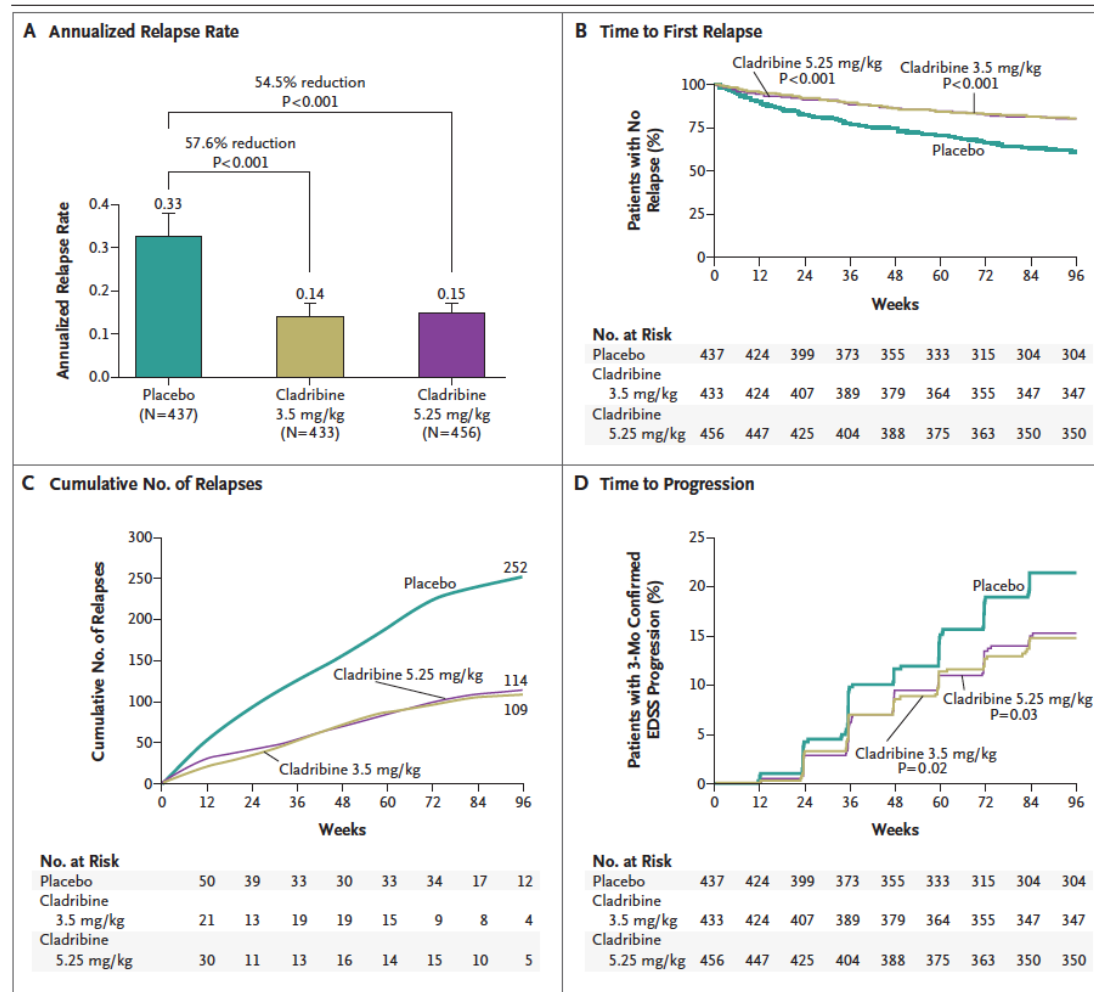 A Annualized Relapse Rate
54.5% reduction
P<0.001
57.6% reduction
P<0.001
Annualized Relapse Rate
0.4
0.3
0.2
0.1
0.0
0.33
0.14
0.15
Placebo
(N=437)
Cladribine
3.5 mg/kg
(N=433)
Cladribine
5.25 mg/kg
(N=456)
B Time to First Relapse
Cladribine 5.25 mg/kg
P<0.001
Cladribine 3.5 mg/kg
P<0.001
Placebo
Patients with No
Relapse (%)
100
75
50
25
0
0 12 24 36 48 60 72 84 96
Weeks
No. at Risk
Placebo 437 424 399 373 355 333 315 304 304
Cladribine
3.5 mg/kg 433 424 407 389 379 364 355 347 347
Cladribine
5.25 mg/kg 456 447 425 404 388 375 363 350 350
C Cumulative No. of Relapses
Cumulative No. of Relapses
300
250
200
150
100
50
0
252
Placebo
Cladribine 5.25 mg/kg
114
109
Cladribine 3.5 mg/kg
0 12 24 36 48 60 72 84 96
Weeks
No. at Risk
Placebo 50 39 33 30 33 34 17 12
Cladribine
3.5 mg/kg 21 13 19 19 15 9 8 4
Cladribine
5.25 mg/kg 30 11 13 16 14 15 10 5
D Time to Progression
Patients with 3-Mo Confirmed
EDSS Progression (%)
25
20
15
10
5
0
Placebo
Cladribine 5.25 mg/kg
P=0.03
Cladribine 3.5 mg/kg
P=0.02
0 12 24 36 48 60 72 84 96
Weeks
No. at Risk
Placebo 437 424 399 373 355 333 315 304 304
Cladribine
3.5 mg/kg 433 424 407 389 379 364 355 347 347
Cladribine
5.25 mg/kg 456 447 425 404 388 375 363 350 350